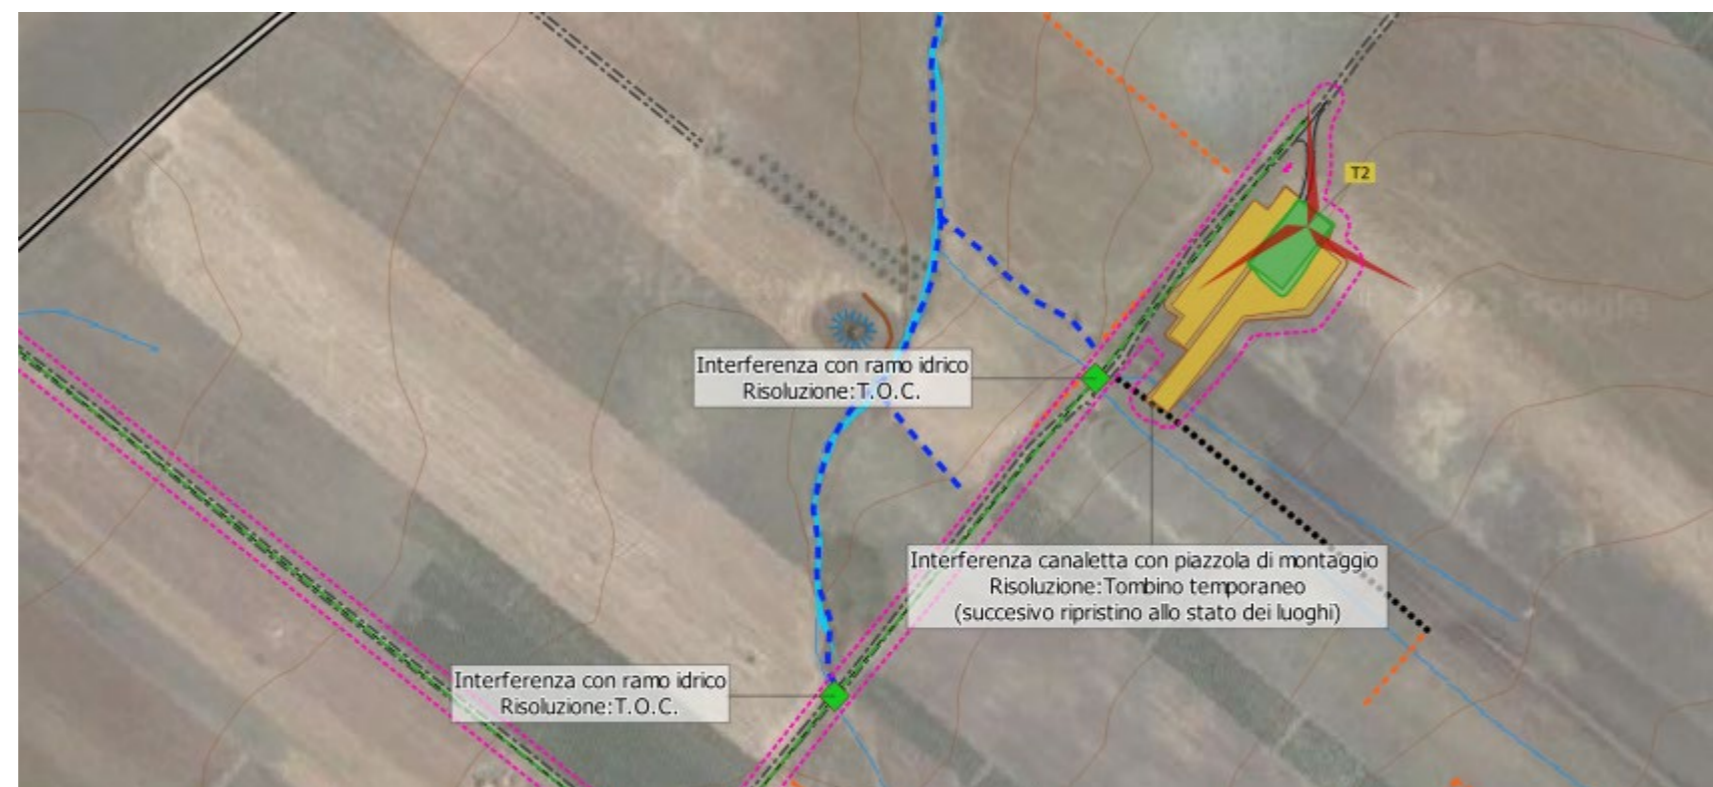 T2
Interferenza con ramo idrico
Risoluzione:T.O.C.
Interferenza canaletta con piazzola di montaggio
Risoluzione:Tombino temporaneo
(succesivo ripristino allo stato dei luoghi)
Interferenza con ramo idrico
Risoluzione:T.O.C.